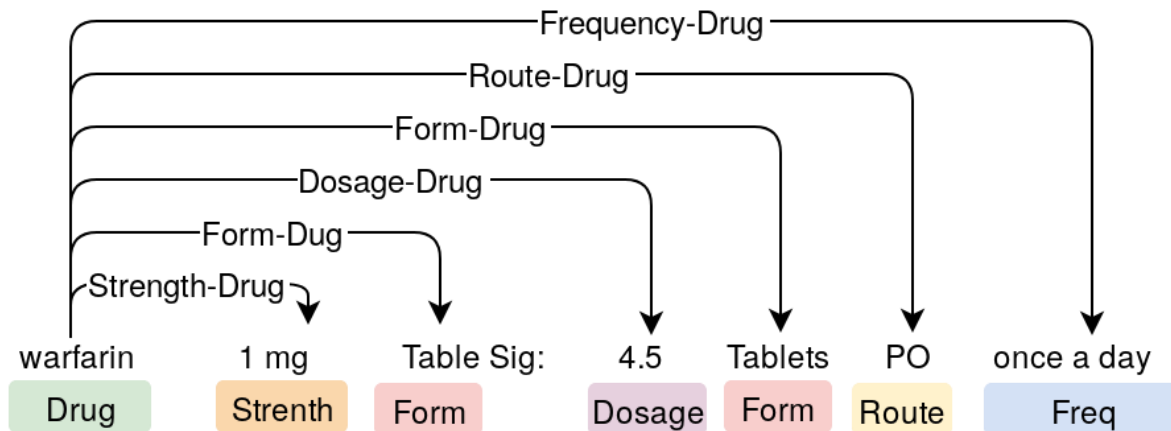 Frequency-Drug
Route-Drug
Form-Drug
Dosage-Drug
Form-Dug
Strength-Drug
warfarin 1 mg Table Sig: 4.5 Tablets PO once a day
Drug Strenth Form Dosage Form Route Freq